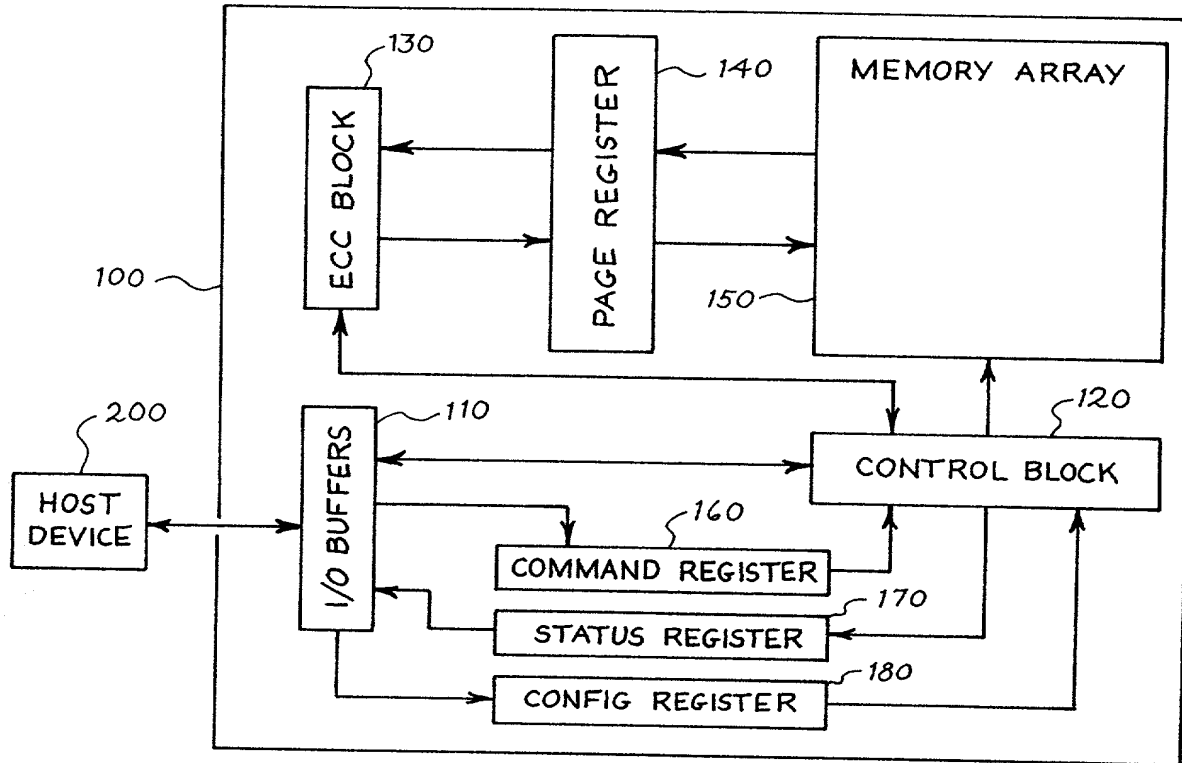 130
140
MEMORY ARRAY
ECC BLOCK
PAGE REGISTER
100
150
200
110
120
HOST
DEVICE
I/O BUFFERS
CONTROL BLOCK
160
COMMAND REGISTER
170
STATUS REGISTER
180
CONFIG REGISTER